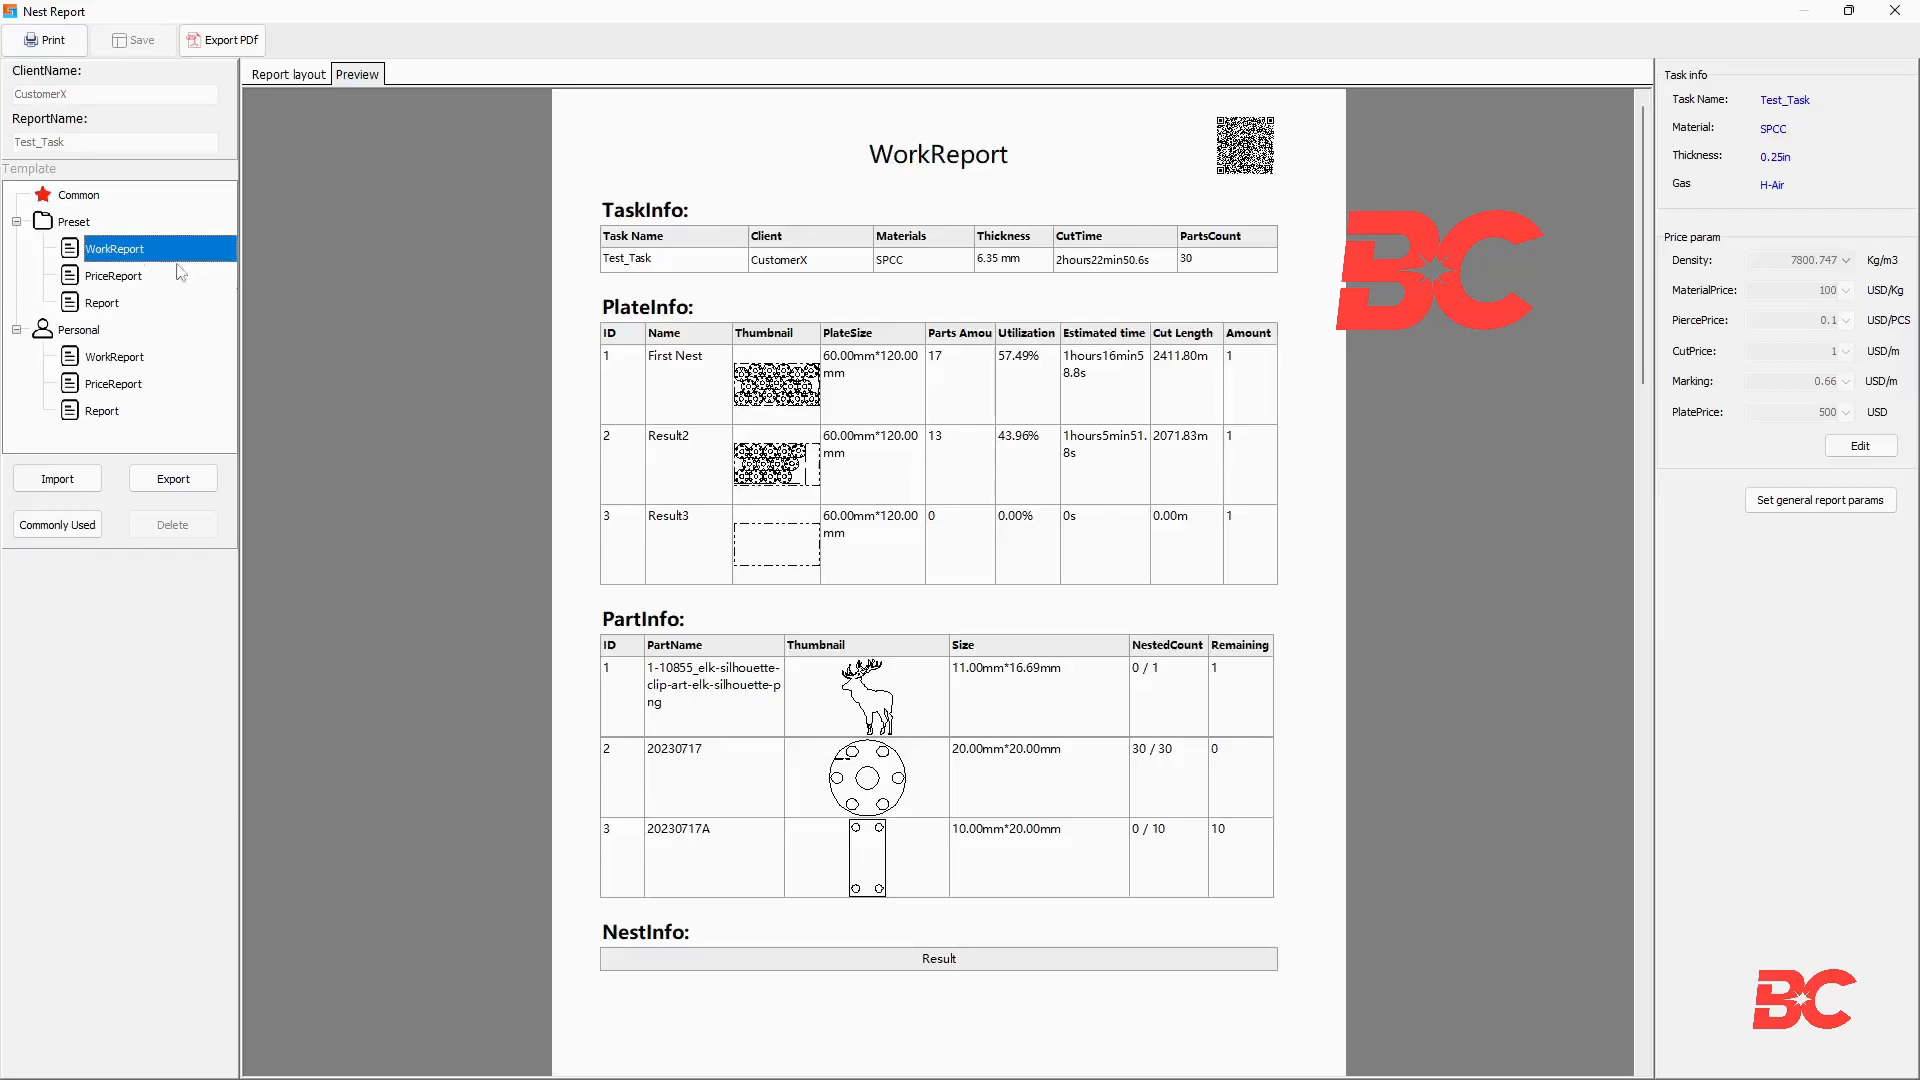 Nest Report
Print
Save
Export PDf
ClientName:
CustomerX
ReportName:
Test_Task
Template
Common
Preset
WorkReport
PriceReport
Report
Personal
WorkReport
PriceReport
Report
Import
Export
Commonly Used
Delete
Report layout
Preview
WorkReport
TaskInfo:
Task Name Client Materials Thickness CutTime PartsCount
Test_Task CustomerX SPCC 6.35 mm 2hours22min50.6s 30
PlateInfo:
ID Name Thumbnail PlateSize Parts Amou Utilization Estimated time Cut Length Amount
1 First Nest 60.00mm*120.00 17 57.49% 1hours16min5 2411.80m 1
mm 8.8s
2 Result2 60.00mm*120.00 13 43.96% 1hours5min51. 2071.83m 1
mm 8s
3 Result3 60.00mm*120.00 0 0.00% 0s 0.00m 1
mm
PartInfo:
ID PartName Thumbnail Size NestedCount Remaining
1 1-10855_elk-silhouette- 11.00mm*16.69mm 0 / 1 1
clip-art-elk-silhouette-p
ng
2 20230717 20.00mm*20.00mm 30 / 30 0
3 20230717A 10.00mm*20.00mm 0 / 10 10
NestInfo:
Result
BC
Task info
Task Name: Test_Task
Material: SPCC
Thickness: 0.25in
Gas H-Air
Price param
Density: 7800.747 Kg/m3
MaterialPrice: 100 USD/Kg
PiercePrice: 0.1 USD/PCS
CutPrice: 1 USD/m
Marking: 0.66 USD/m
PlatePrice: 500 USD
Edit
Set general report params
BC